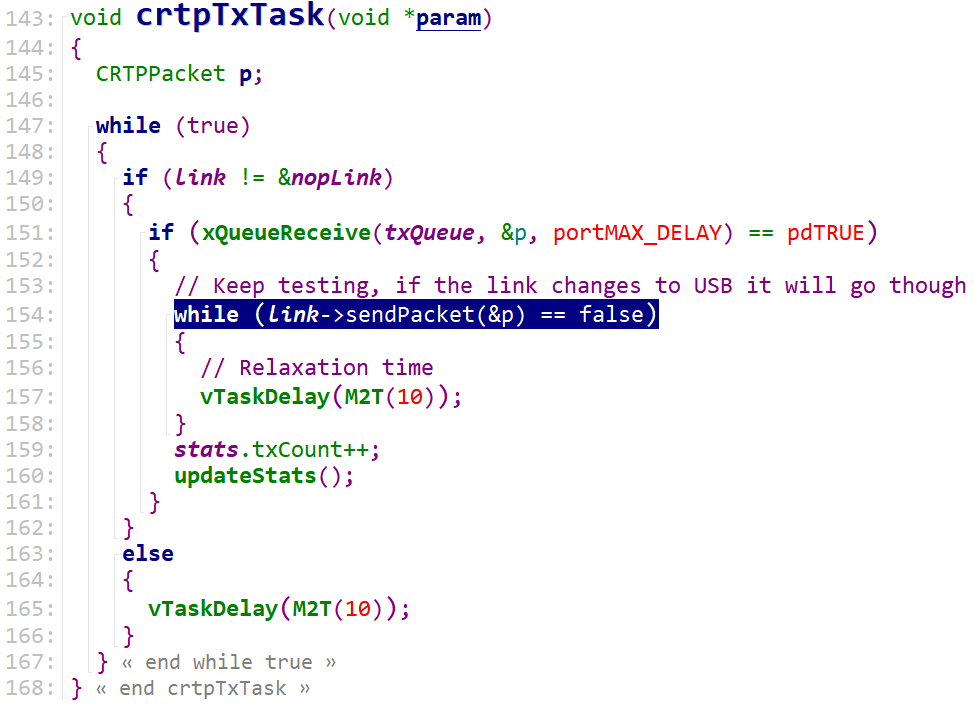 143: void crtpTxTask(void *param)
144: {
145:   CRTPPacket p;
146:
147:   while (true)
148:   {
149:     if (link != &nopLink)
150:     {
151:       if (xQueueReceive(txQueue, &p, portMAX_DELAY) == pdTRUE)
152:       {
153:         // Keep testing, if the link changes to USB it will go though
154:         while (link->sendPacket(&p) == false)
155:         {
156:           // Relaxation time
157:           vTaskDelay(M2T(10));
158:         }
159:         stats.txCount++;
160:         updateStats();
161:       }
162:     }
163:     else
164:     {
165:       vTaskDelay(M2T(10));
166:     }
167:   } « end while true »
168: } « end crtpTxTask »